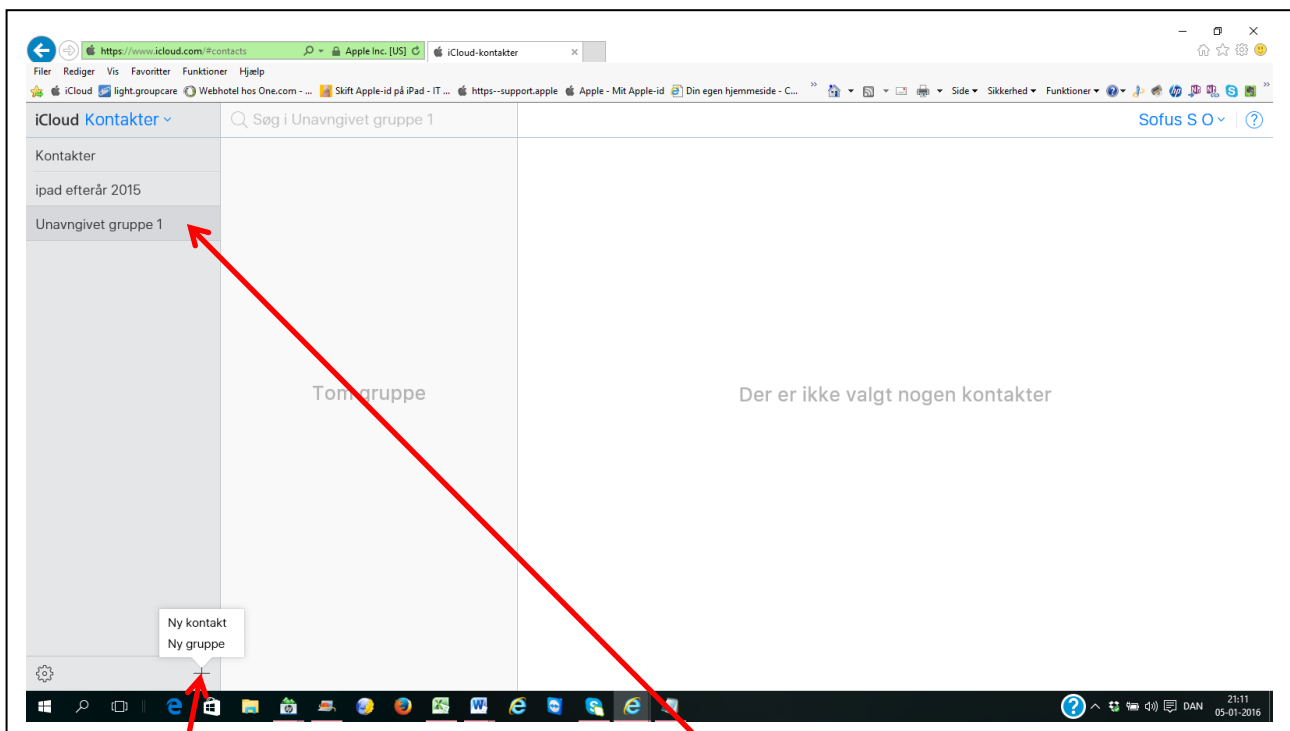 https://www.icloud.com/#contacts Apple Inc. [US] iCloud-kontakter
Filer Rediger Vis Favoritter Funktioner Hjælp
iCloud light.groupcare Webhotel hos One.com - ... Skift Apple-id på iPad - IT ... https--support.apple Apple - Mit Apple-id Din egen hjemmeside - C... Side Sikkerhed Funktioner
iCloud Kontakter Søg i Unavngivet gruppe 1 Sofus S O
Kontakter
ipad efterår 2015
Unavngivet gruppe 1
Tom gruppe Der er ikke valgt nogen kontakter
Ny kontakt
Ny gruppe
DAN 21:11
05-01-2016